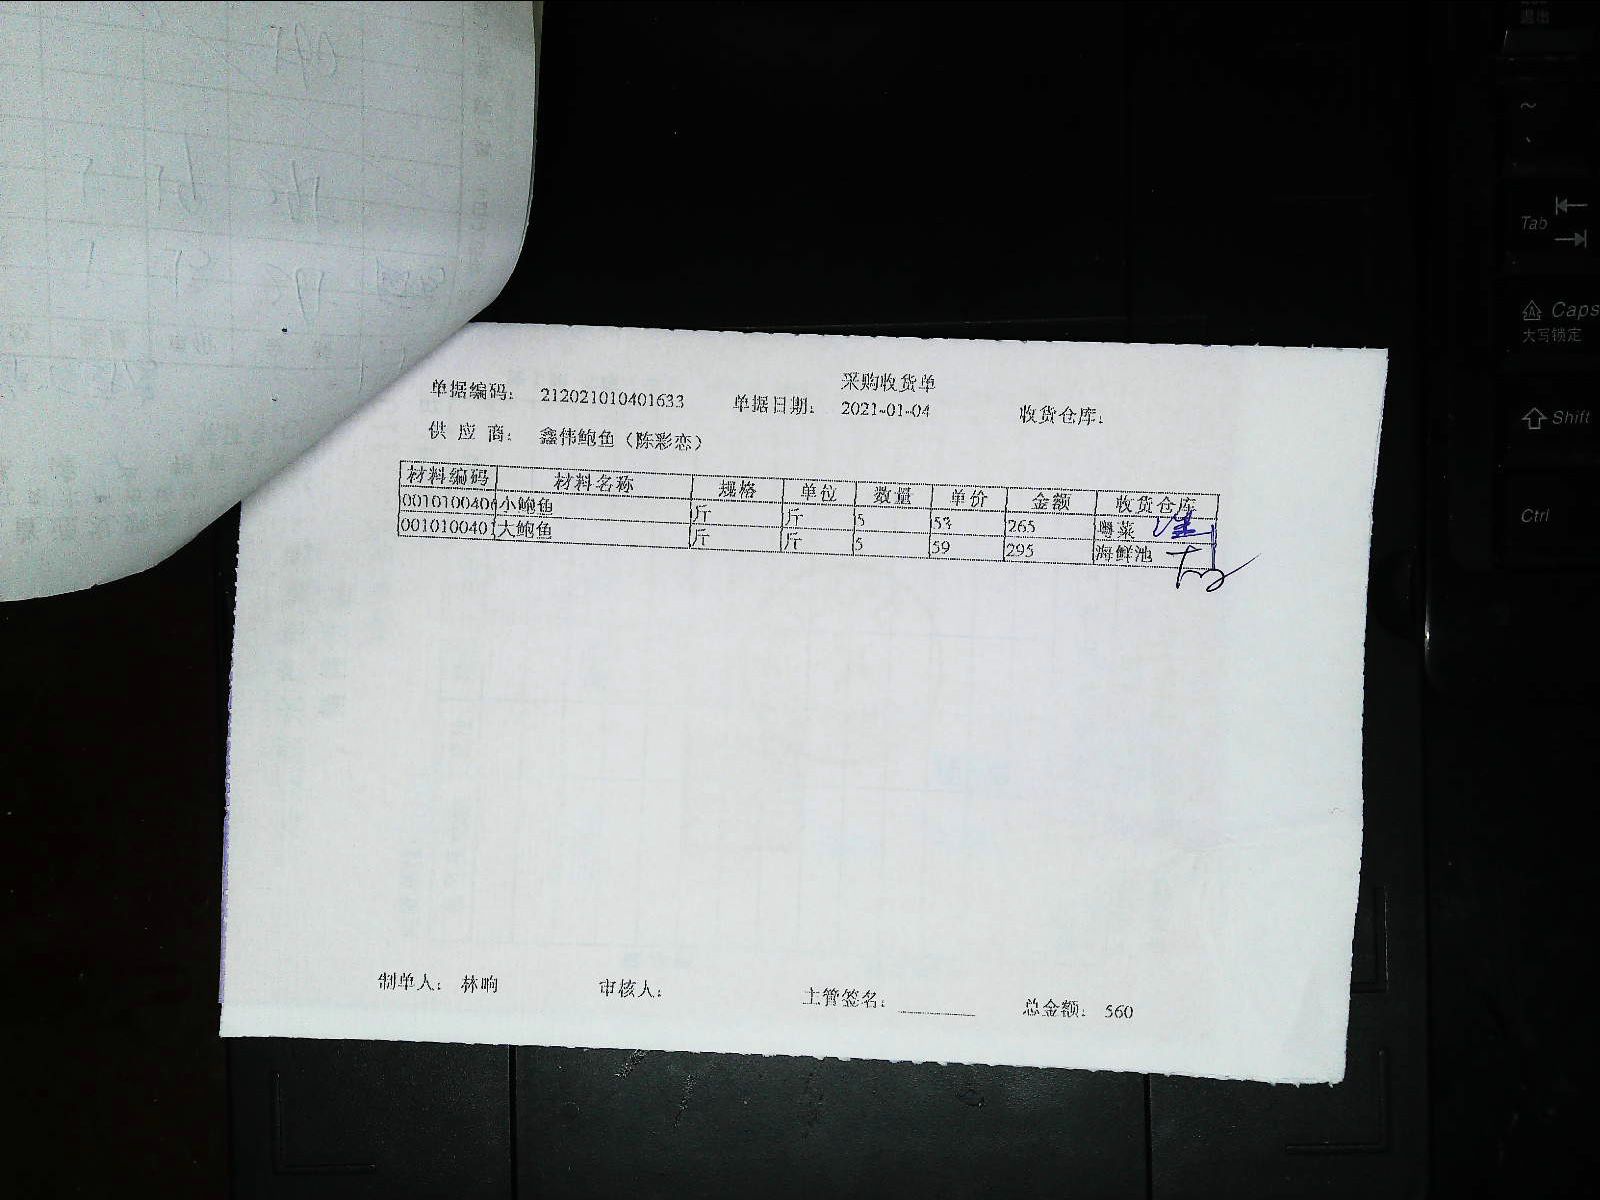 采购收货单
单据编码： 212021010401633 单据日期： 2021-01-04 收货仓库：
供 应 商： 鑫伟鲍鱼（陈彩恋）
材料编码 材料名称 规格 单位 数量 单价 金额 收货仓库
0010100406 小鲍鱼 斤 斤 5 53 265 粤菜
001010040 大鲍鱼 斤 斤 5 59 295 海鲜池
制单人： 林响 审核人： 主管签名： 总金额： 560
Tab
Caps
大写锁定
Shift
Ctrl